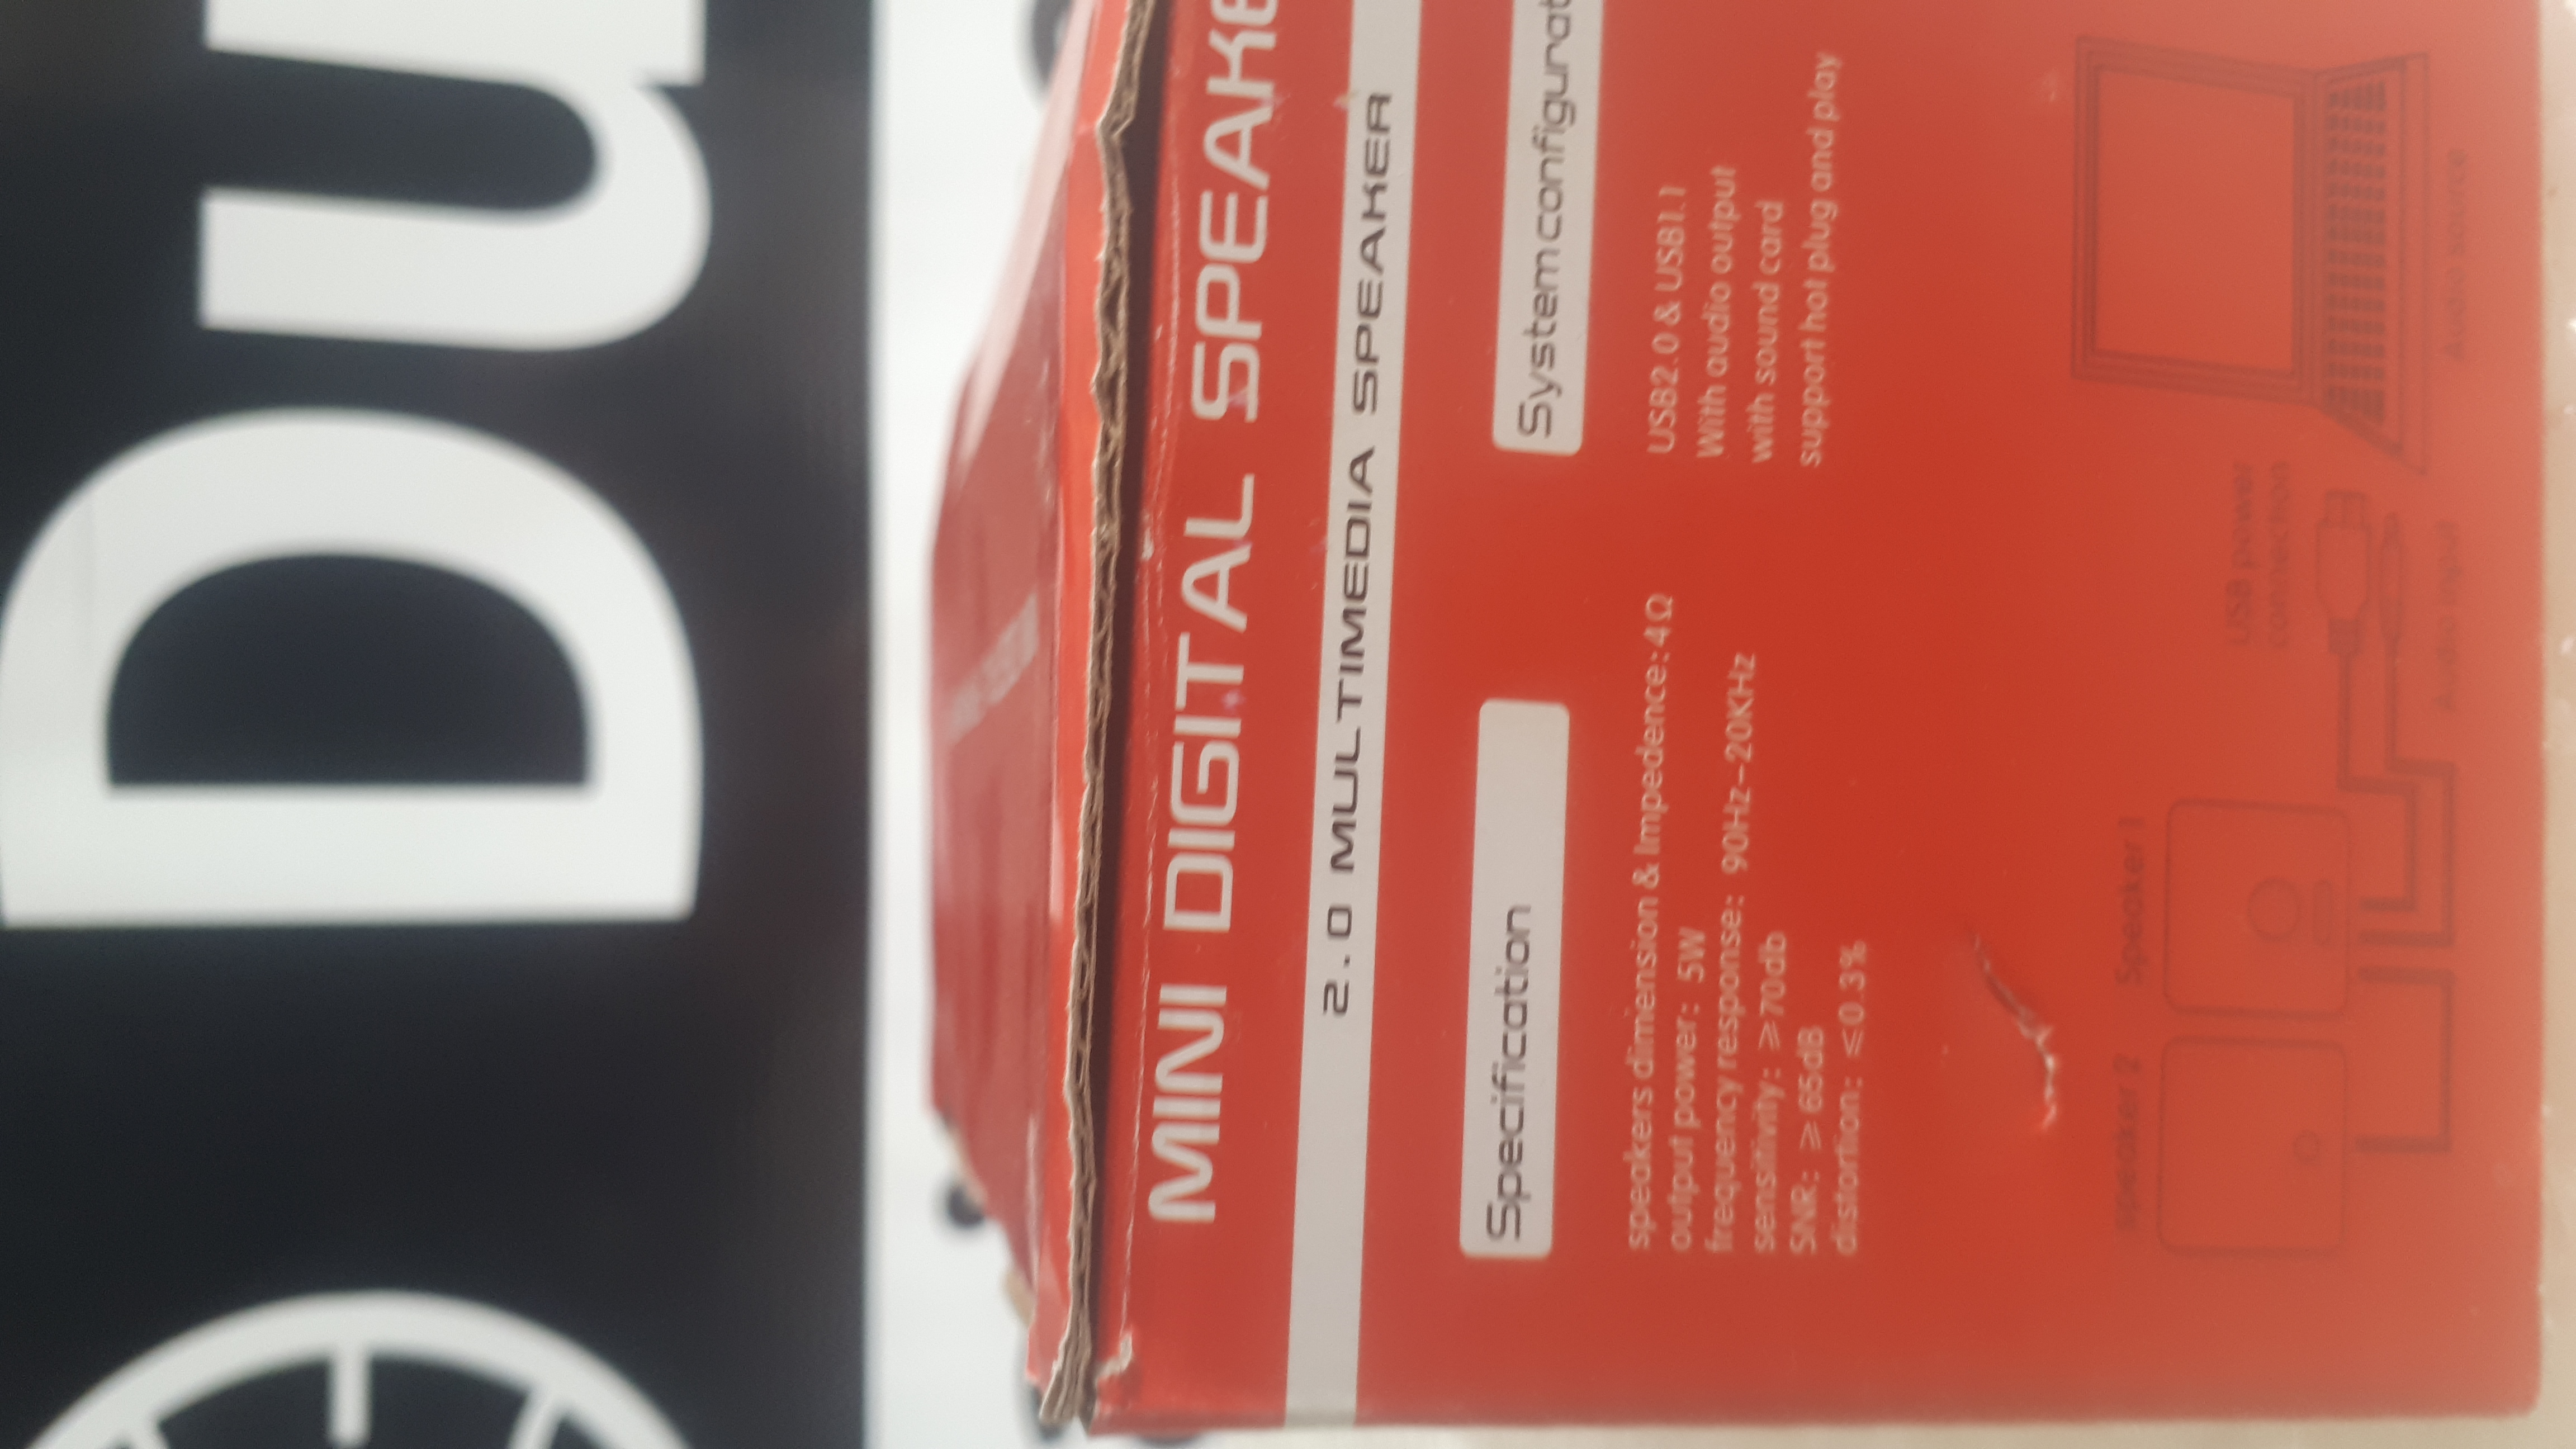 Du
MINI DIGITAL SPEAKE
2.0 MULTIMEDIA SPEAKER
Specification
speakers dimension & Impedence:4Ω
output power: 5W
frequency response: 90Hz-20KHz
sensitivity: ≥70db
SNR: ≥65dB
distortion: ≤0.3%
System configurat
USB2.0 & USB1.1
With audio output
with sound card
support hot plug and play
speaker 2
Speaker 1
USB power
connection
Audio input
Audio source